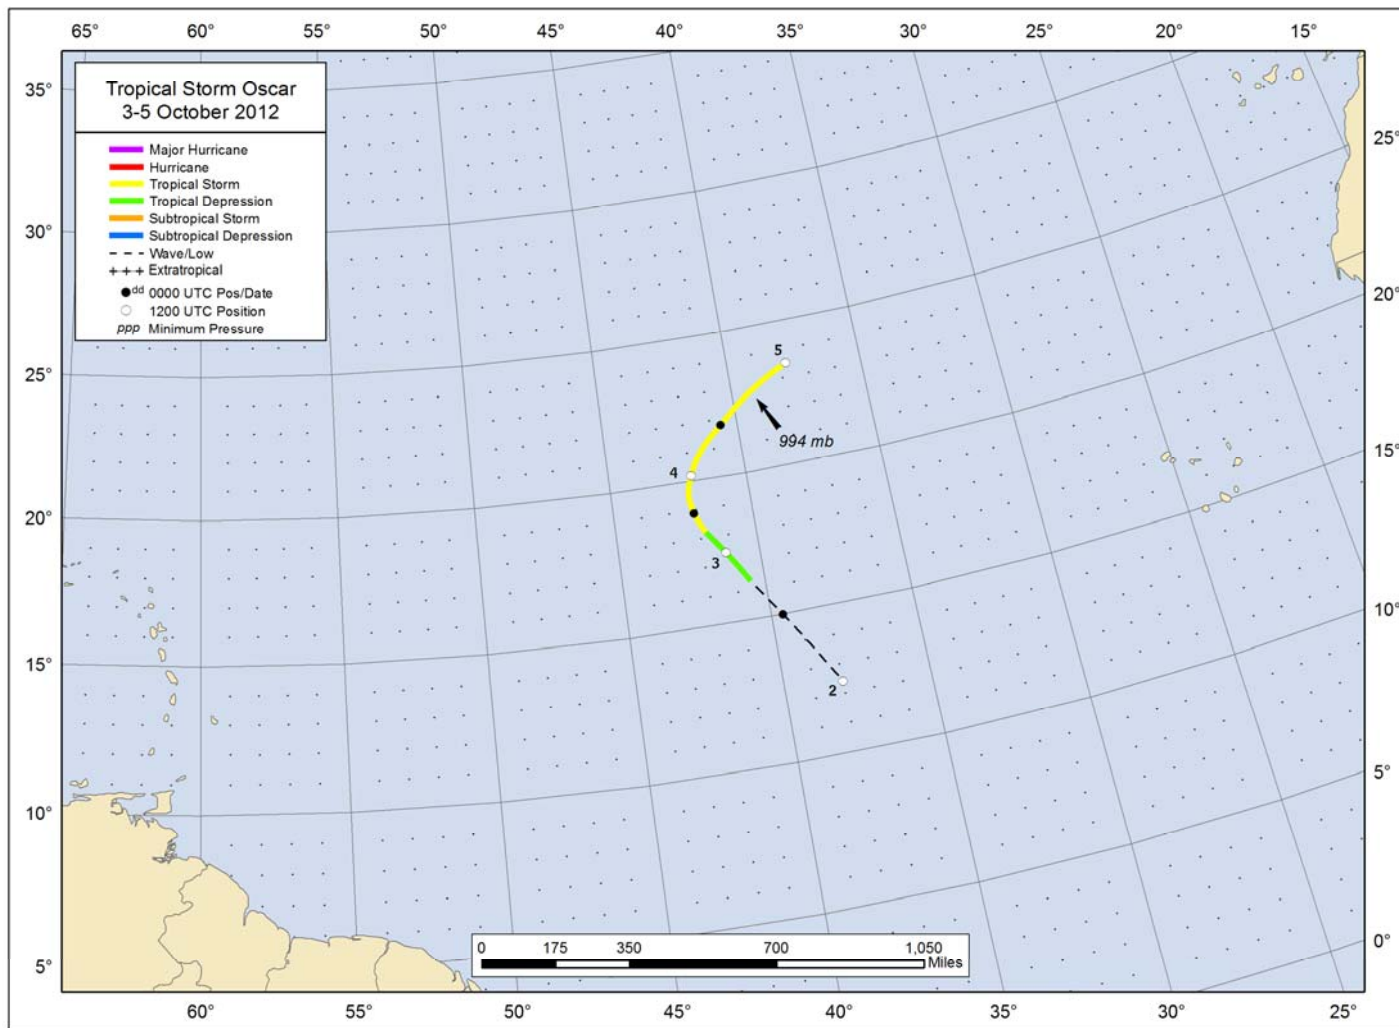 65° 60° 55° 50° 45° 40° 35° 30° 25° 20° 15°
Tropical Storm Oscar
3-5 October 2012
Major Hurricane
Hurricane
Tropical Storm
Tropical Depression
Subtropical Storm
Subtropical Depression
Wave/Low
Extratropical
dd 0000 UTC Pos/Date
1200 UTC Position
ppp Minimum Pressure
35°
30°
25°
20°
15°
10°
5°
25°
20°
15°
10°
5°
0°
5
994 mb
4
3
2
0 175 350 700 1,050
Miles
60° 55° 50° 45° 40° 35° 30° 25°